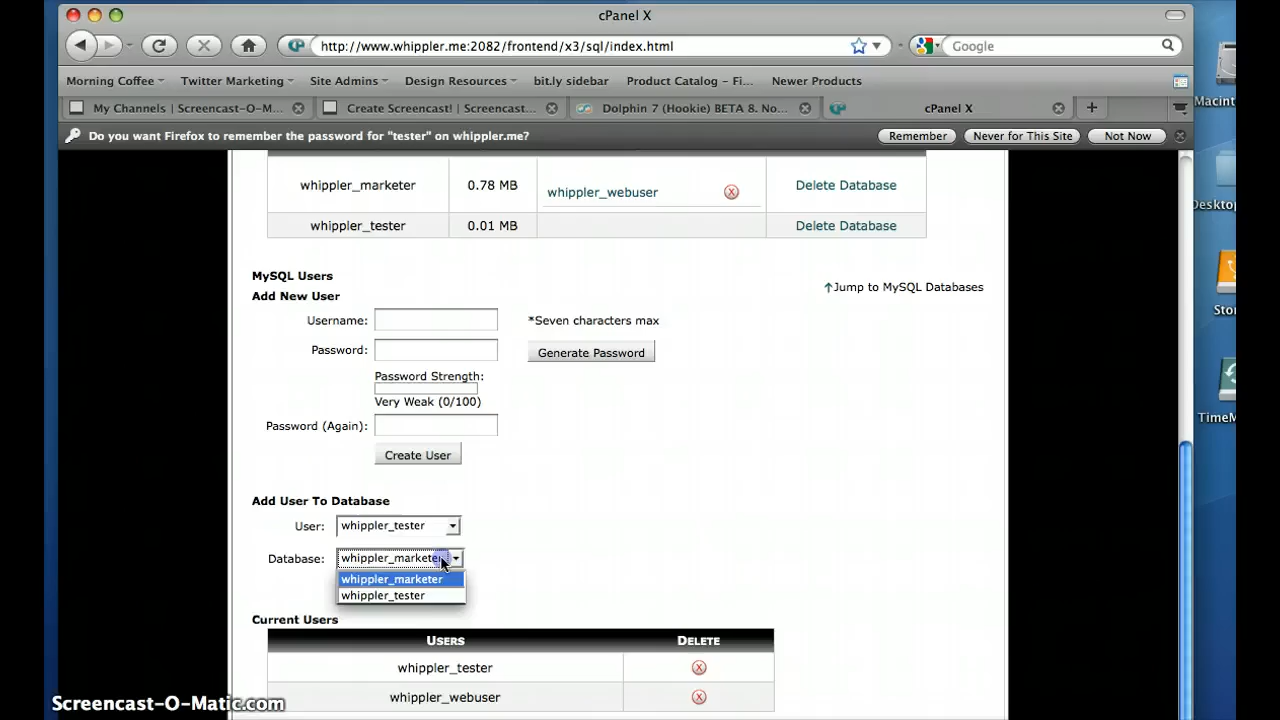 cPanel X
http://www.whippler.me:2082/frontend/x3/sql/index.html
Google
Morning Coffee
Twitter Marketing
Site Admins
Design Resources
bit.ly sidebar
Product Catalog – Fi...
Newer Products
My Channels | Screencast-O-M...
Create Screencast! | Screencast...
Dolphin 7 (Hookie) BETA 8. No...
cPanel X
Do you want Firefox to remember the password for "tester" on whippler.me?
Remember
Never for This Site
Not Now
whippler_marketer 0.78 MB whippler_webuser Delete Database
whippler_tester 0.01 MB Delete Database
MySQL Users
Jump to MySQL Databases
Add New User
Username: *Seven characters max
Password: Generate Password
Password Strength:
Very Weak (0/100)
Password (Again):
Create User
Add User To Database
User: whippler_tester
Database: whippler_marketer
whippler_marketer
whippler_tester
Current Users
USERS DELETE
whippler_tester
whippler_webuser
Screencast-O-Matic.com
Macint
Desktop
Stor
TimeM